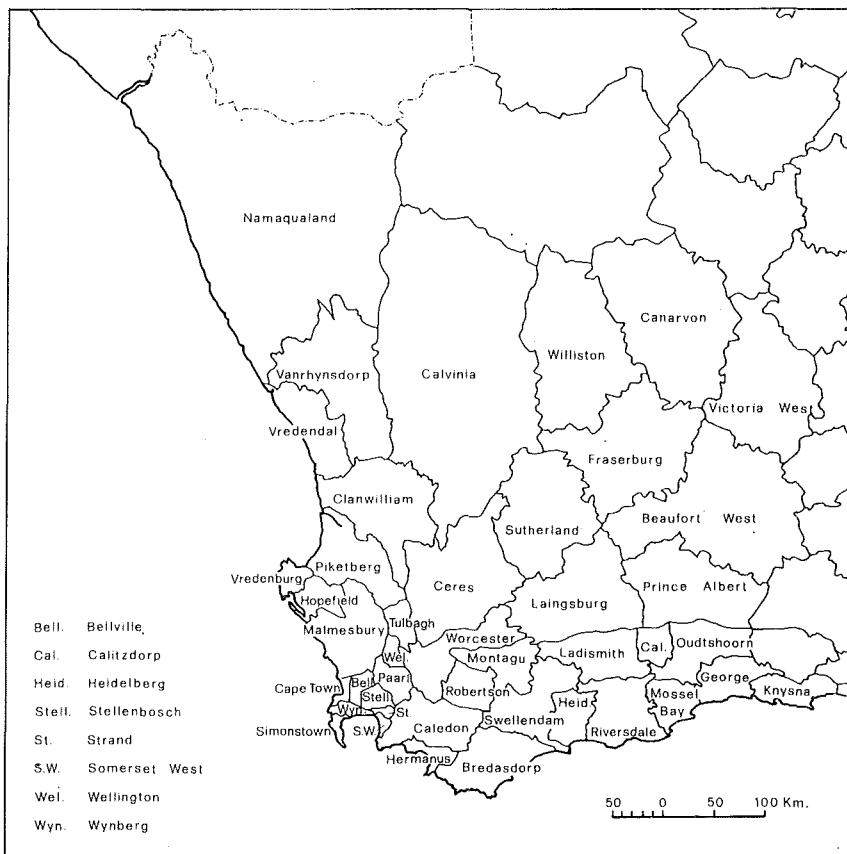 Namaqualand
Canarvon
Williston
Calvinia
Vanrhynsdorp
Victoria West
Vredendal
Fraserburg
Clanwilliam
Sutherland
Beaufort West
Piketberg
Vredenburg
Ceres
Prince Albert
Hopefield
Laingsburg
Tulbagh
Malmesbury
Worcester
Ladismith
Cal.
Oudtshoorn
Wel.
Montagu
Paarl
George
Bell.
Cape Town
Stell.
Robertson
Mossel
Bay
Knysna
Heid.
Wyn.
St.
Swellendam
Caledon
Simonstown
S.W.
Riversdale
Hermanus
Bredasdorp
Bell. Bellville
Cal. Calitzdorp
Heid. Heidelberg
Stell. Stellenbosch
St. Strand
S.W. Somerset West
Wel. Wellington
Wyn. Wynberg
50 0 50 100 Km.